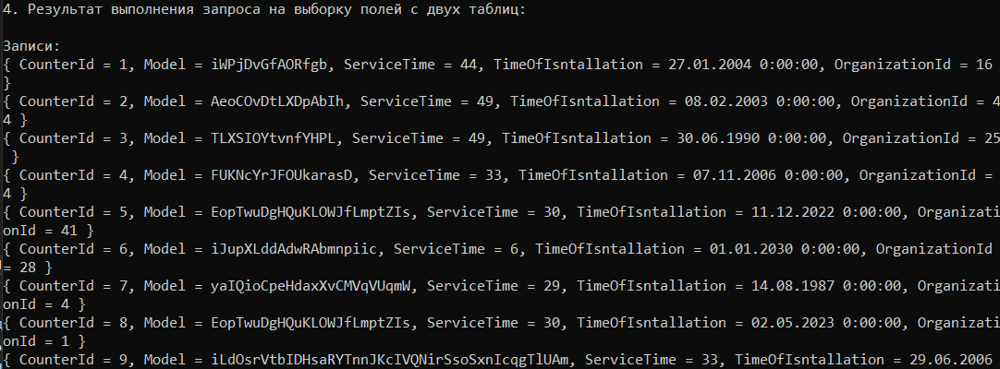 4. Результат выполнения запроса на выборку полей с двух таблиц:
Записи:
{ CounterId = 1, Model = iWPjDvGfAORfgb, ServiceTime = 44, TimeOfIsntallation = 27.01.2004 0:00:00, OrganizationId = 16
}
{ CounterId = 2, Model = AeoCOvDtLXDpAbIh, ServiceTime = 49, TimeOfIsntallation = 08.02.2003 0:00:00, OrganizationId = 4
4 }
{ CounterId = 3, Model = TLXSIOYtvnfYHPL, ServiceTime = 49, TimeOfIsntallation = 30.06.1990 0:00:00, OrganizationId = 25
}
{ CounterId = 4, Model = FUKNcYrJFOUkarasD, ServiceTime = 33, TimeOfIsntallation = 07.11.2006 0:00:00, OrganizationId =
4 }
{ CounterId = 5, Model = EopTwuDgHQuKLOWJfLmptZIs, ServiceTime = 30, TimeOfIsntallation = 11.12.2022 0:00:00, Organizati
onId = 41 }
{ CounterId = 6, Model = iJupXLddAdwRAbmnpiic, ServiceTime = 6, TimeOfIsntallation = 01.01.2030 0:00:00, OrganizationId
= 28 }
{ CounterId = 7, Model = yaIQioCpeHdaxXvCMVqVUqmW, ServiceTime = 29, TimeOfIsntallation = 14.08.1987 0:00:00, Organizati
onId = 4 }
{ CounterId = 8, Model = EopTwuDgHQuKLOWJfLmptZIs, ServiceTime = 30, TimeOfIsntallation = 02.05.2023 0:00:00, Organizati
onId = 1 }
{ CounterId = 9, Model = iLdOsrVtbIDHsaRYTnnJKcIVQNirSsoSxnIcqgTlUAm, ServiceTime = 33, TimeOfIsntallation = 29.06.2006